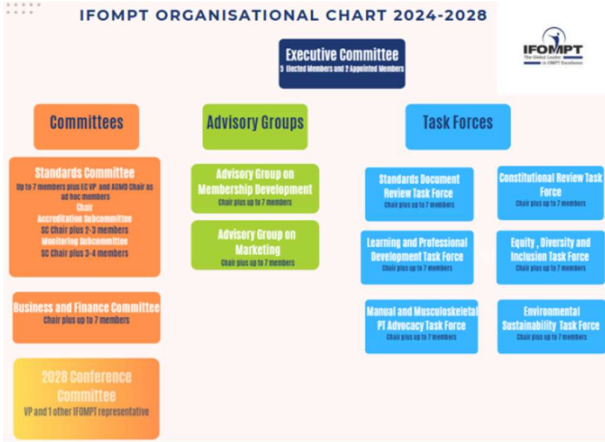 IFOMPT ORGANISATIONAL CHART 2024-2028
IFOMPT
The Global Leader
in OMPT Excellence
Executive Committee
5 Elected Members and 2 Appointed Members
Committees
Advisory Groups
Task Forces
Standards Committee
Up to 7 members plus EC VP and AGMO Chair as
ad hoc members
Chair
Accreditation Subcommittee
SC Chair plus 2-3 members
Monitoring Subcommittee
SC Chair plus 3-4 members
Business and Finance Committee
Chair plus up to 7 members
2028 Conference
Committee
VP and 1 other IFOMPT representative
Advisory Group on
Membership Development
Chair plus up to 7 members
Advisory Group on
Marketing
Chair plus up to 7 members
Standards Document
Review Task Force
Chair plus up to 7 members
Constitutional Review Task
Force
Chair plus up to 7 members
Learning and Professional
Development Task Force
Chair plus up to 7 members
Equity , Diversity and
Inclusion Task Force
Chair plus up to 7 members
Manual and Musculoskeletal
PT Advocacy Task Force
Chair plus up to 7 members
Environmental
Sustainability Task Force
Chair plus up to 7 members